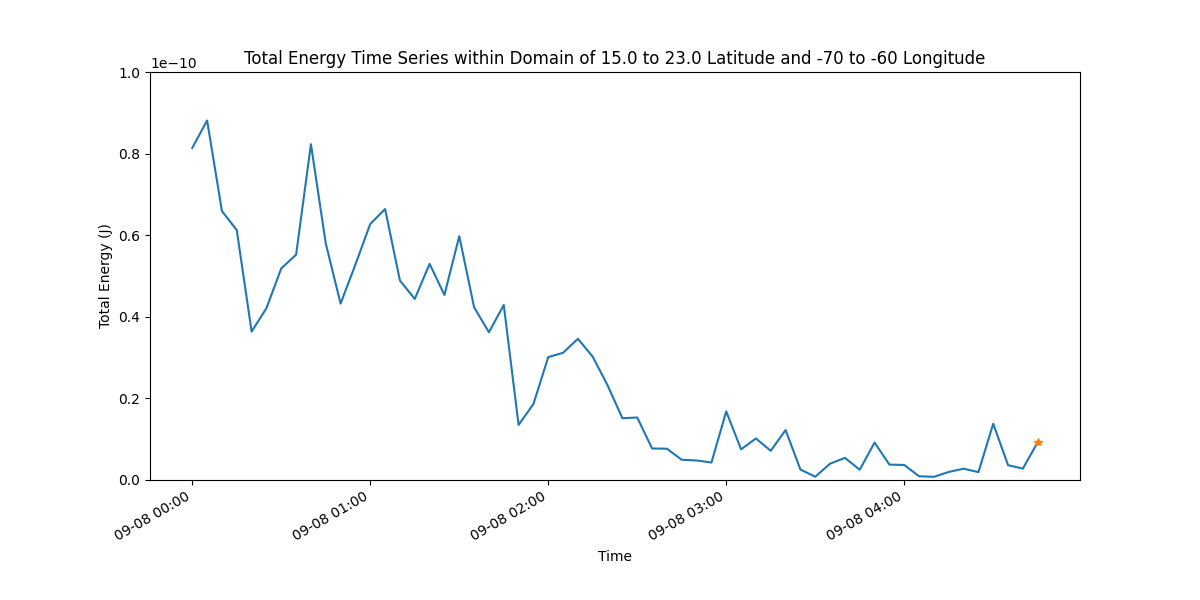 Total Energy Time Series within Domain of 15.0 to 23.0 Latitude and -70 to -60 Longitude
1e−10
1.0
0.8
0.6
0.4
0.2
0.0
Total Energy (J)
09-08 00:00
09-08 01:00
09-08 02:00
09-08 03:00
09-08 04:00
Time